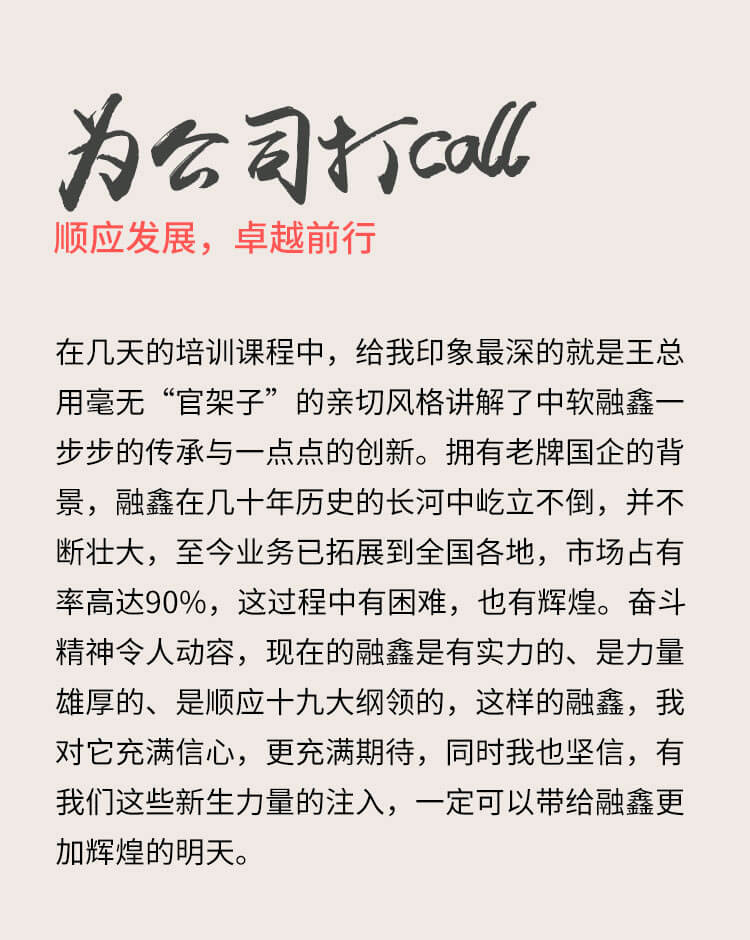 为公司打call
顺应发展，卓越前行
在几天的培训课程中，给我印象最深的就是王总
用毫无“官架子”的亲切风格讲解了中软融鑫一
步步的传承与一点点的创新。拥有老牌国企的背
景，融鑫在几十年历史的长河中屹立不倒，并不
断壮大，至今业务已拓展到全国各地，市场占有
率高达90%，这过程中有困难，也有辉煌。奋斗
精神令人动容，现在的融鑫是有实力的、是力量
雄厚的、是顺应十九大纲领的，这样的融鑫，我
对它充满信心，更充满期待，同时我也坚信，有
我们这些新生力量的注入，一定可以带给融鑫更
加辉煌的明天。